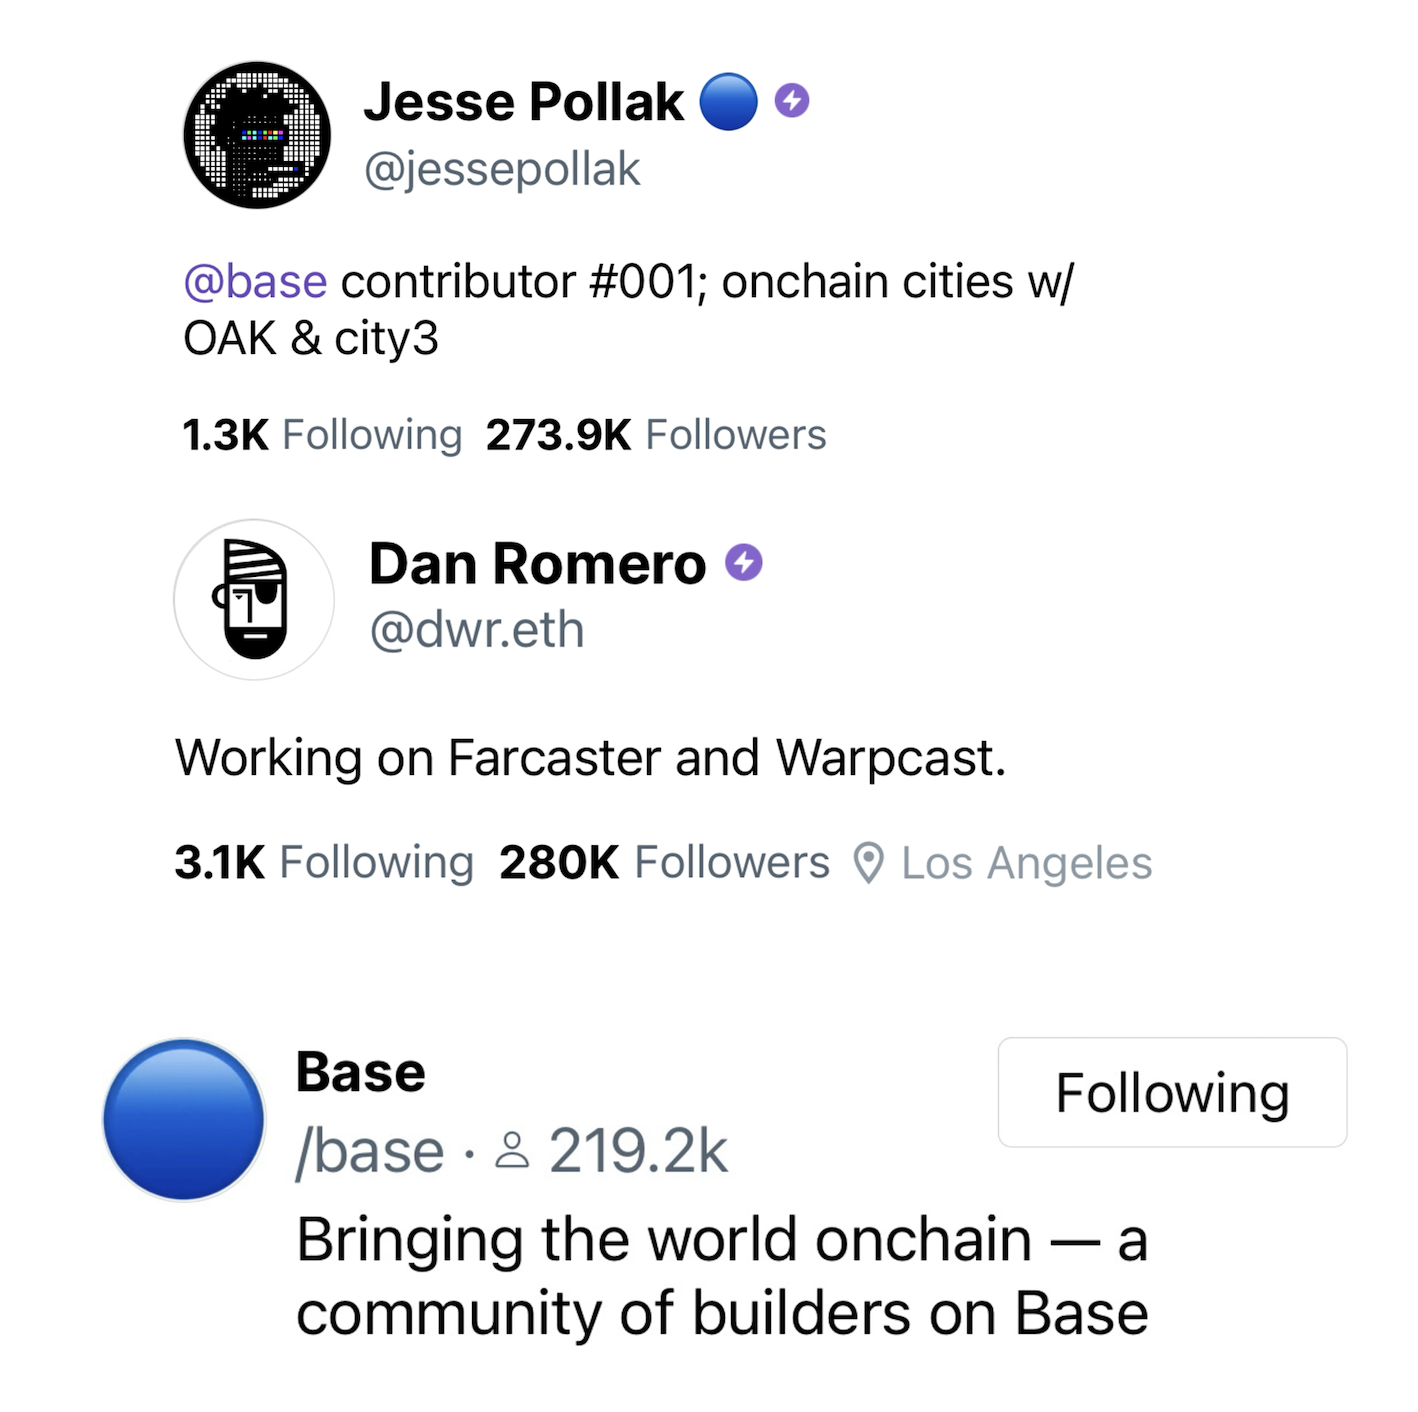 Jesse Pollak
@jessepollak
@base contributor #001; onchain cities w/
OAK & city3
1.3K Following 273.9K Followers
Dan Romero
@dwr.eth
Working on Farcaster and Warpcast.
3.1K Following 280K Followers Los Angeles
Base
Following
/base · 219.2k
Bringing the world onchain — a
community of builders on Base